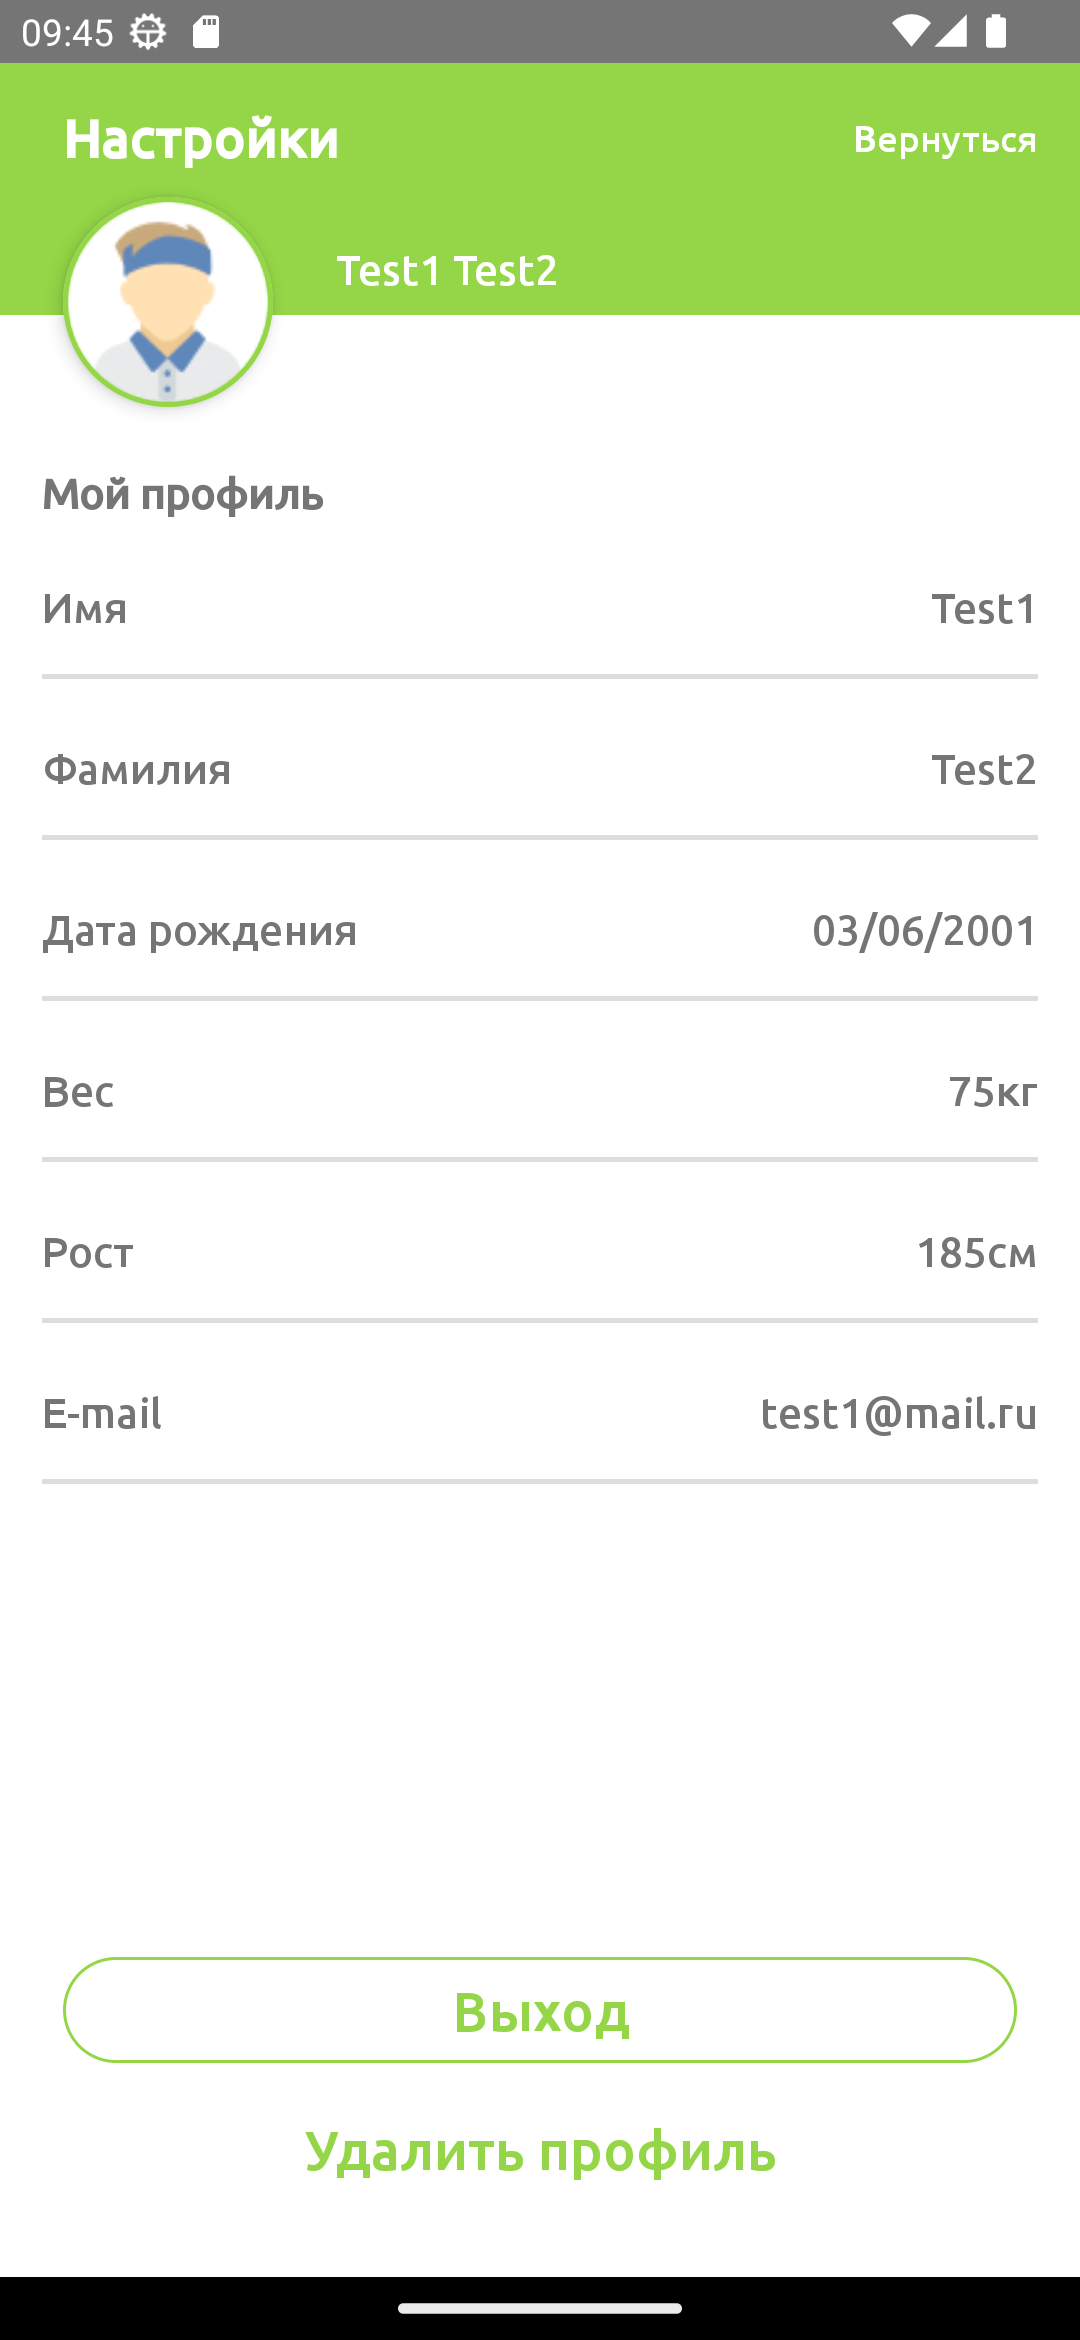 09:45
Настройки
Вернуться
Test1 Test2
Мой профиль
Имя Test1
Фамилия Test2
Дата рождения 03/06/2001
Вес 75кг
Рост 185см
E-mail test1@mail.ru
Выход
Удалить профиль